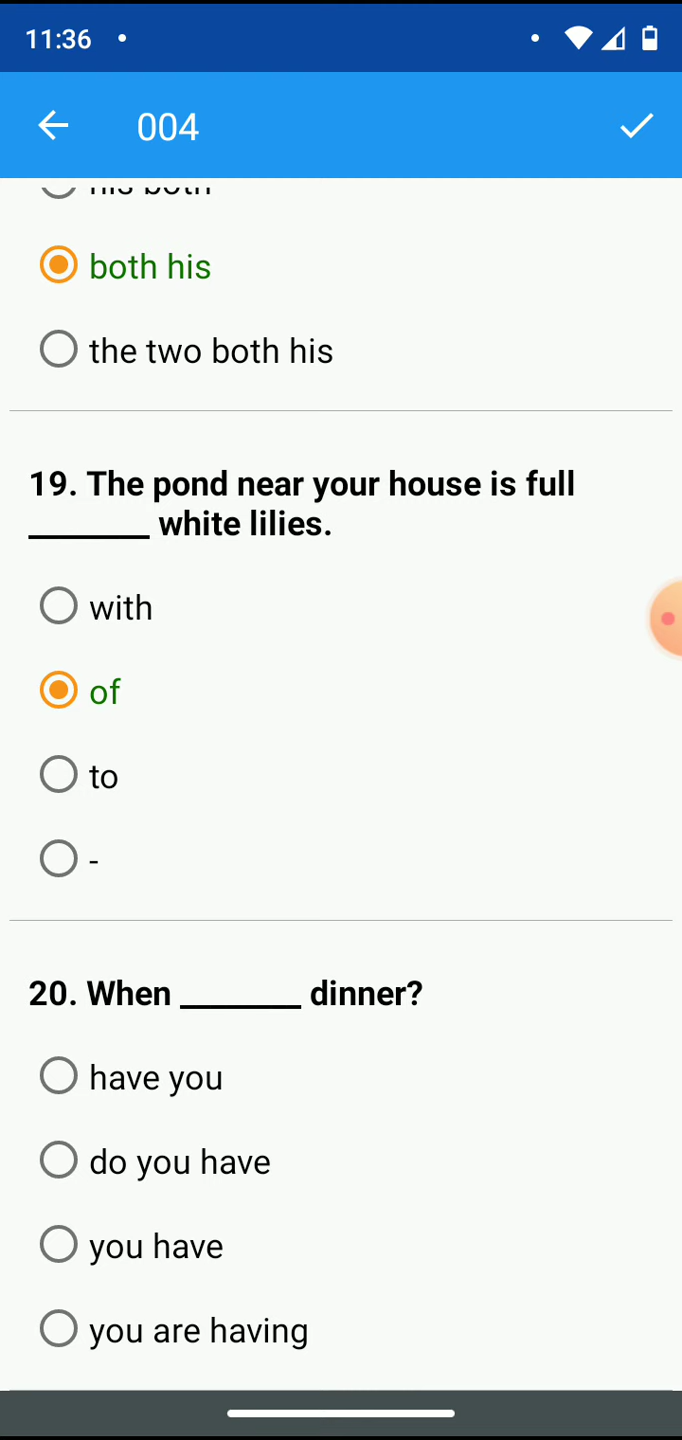 11:36
004
both his
the two both his
19. The pond near your house is full
_______ white lilies.
with
of
to
-
20. When _______ dinner?
have you
do you have
you have
you are having